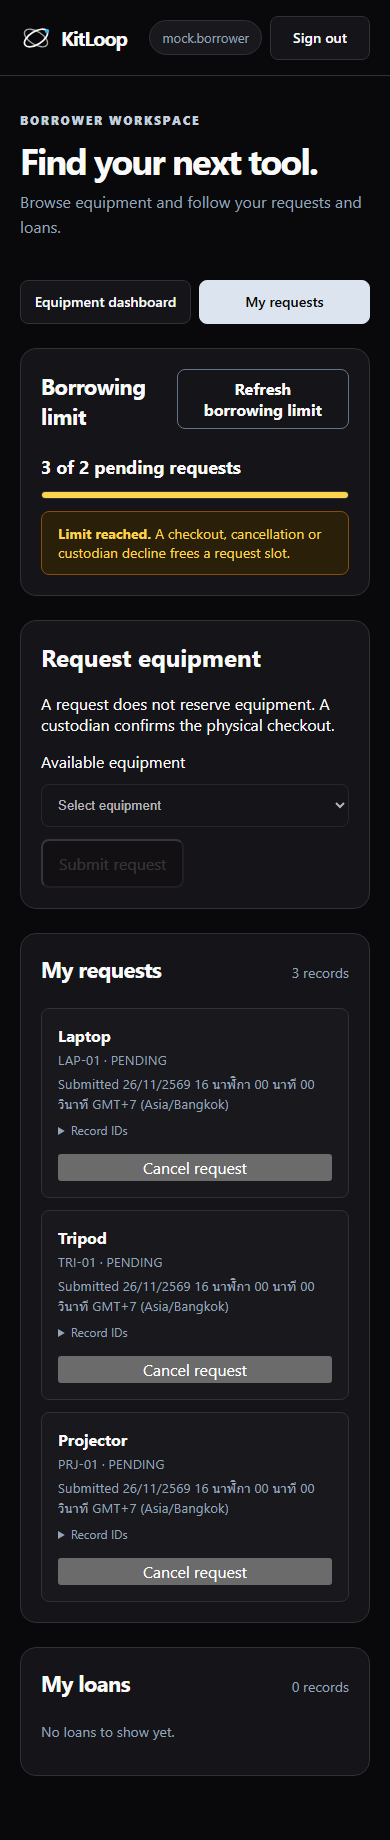 KitLoop
mock.borrower
Sign out
BORROWER WORKSPACE
Find your next tool.
Browse equipment and follow your requests and
loans.
Equipment dashboard
My requests
Borrowing
limit
Refresh
borrowing limit
3 of 2 pending requests
Limit reached. A checkout, cancellation or
custodian decline frees a request slot.
Request equipment
A request does not reserve equipment. A
custodian confirms the physical checkout.
Available equipment
Select equipment
Submit request
My requests
3 records
Laptop
LAP-01 · PENDING
Submitted 26/11/2569 16 นาฬิกา 00 นาที 00
วินาที GMT+7 (Asia/Bangkok)
Record IDs
Cancel request
Tripod
TRI-01 · PENDING
Submitted 26/11/2569 16 นาฬิกา 00 นาที 00
วินาที GMT+7 (Asia/Bangkok)
Record IDs
Cancel request
Projector
PRJ-01 · PENDING
Submitted 26/11/2569 16 นาฬิกา 00 นาที 00
วินาที GMT+7 (Asia/Bangkok)
Record IDs
Cancel request
My loans
0 records
No loans to show yet.